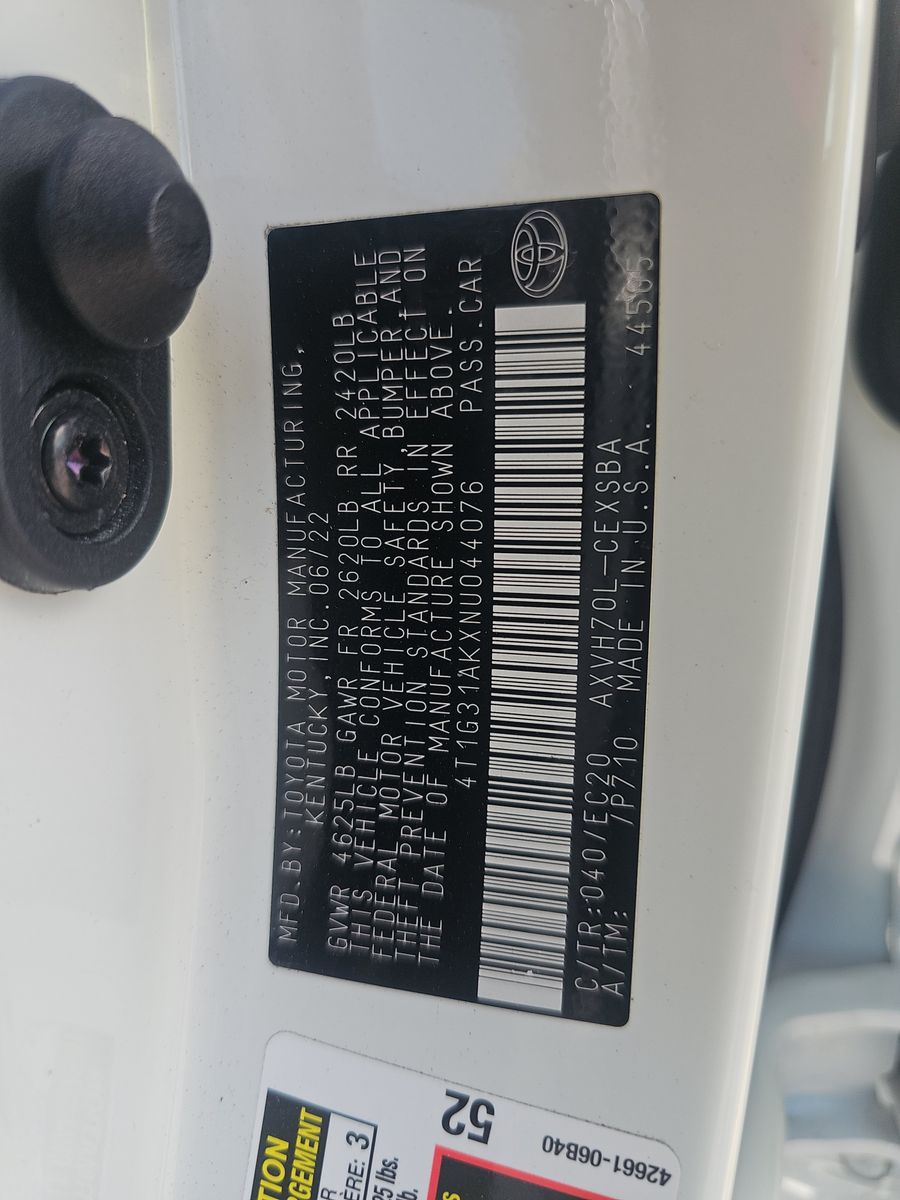 MFD.BY:TOYOTA MOTOR MANUFACTURING,
KENTUCKY,INC.06/22
GVWR 4625LB GAWR FR 2620LB RR 2420LB
THIS VEHICLE CONFORMS TO ALL APPLICABLE
FEDERAL MOTOR VEHICLE SAFETY, BUMPER,AND
THEFT PREVENTION STANDARDS IN EFFECT ON
THE DATE OF MANUFACTURE SHOWN ABOVE.
4T1G31AKXNU044076 PASS.CAR
C/TR:040/EC20 AXVH70L-CEXSBA
A/TM: /P710 MADE IN U.S.A. 44505
52
42661-06B40
3
lbs.